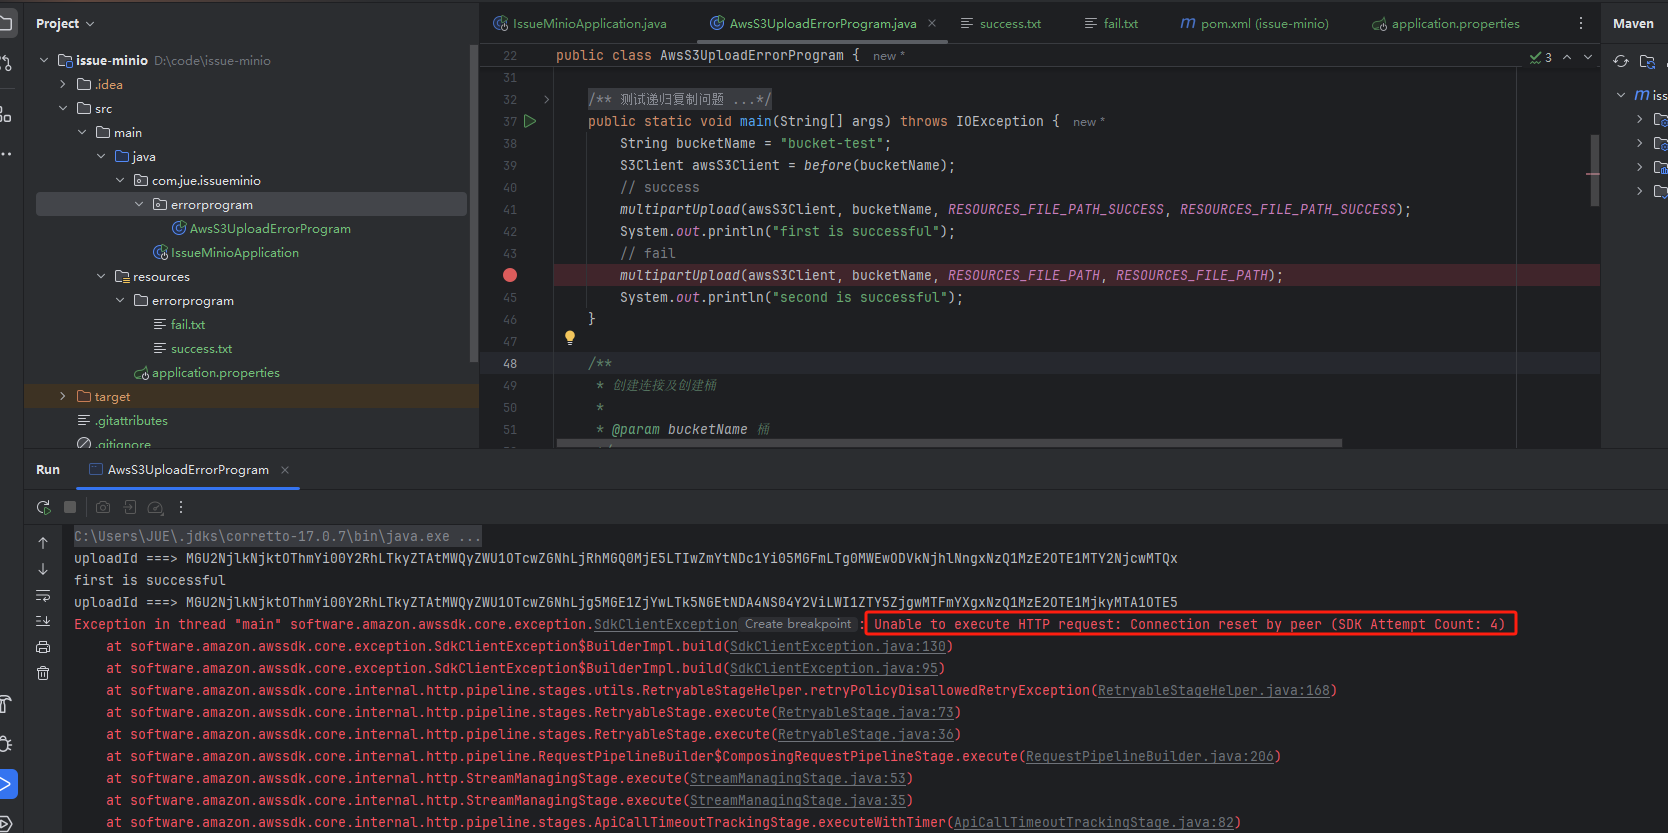 Project
issue-minio D:\code\issue-minio
.idea
src
main
java
com.jue.issueminio
errorprogram
AwsS3UploadErrorProgram
IssueMinioApplication
resources
errorprogram
fail.txt
success.txt
application.properties
target
.gitattributes
.gitignore
IssueMinioApplication.java
AwsS3UploadErrorProgram.java
success.txt
fail.txt
pom.xml (issue-minio)
application.properties
Maven
iss
3
22 public class AwsS3UploadErrorProgram { new *
31
32 /** 测试递归复制问题 ...*/
37 public static void main(String[] args) throws IOException { new *
38 String bucketName = "bucket-test";
39 S3Client awsS3Client = before(bucketName);
40 // success
41 multipartUpload(awsS3Client, bucketName, RESOURCES_FILE_PATH_SUCCESS, RESOURCES_FILE_PATH_SUCCESS);
42 System.out.println("first is successful");
43 // fail
multipartUpload(awsS3Client, bucketName, RESOURCES_FILE_PATH, RESOURCES_FILE_PATH);
45 System.out.println("second is successful");
46 }
47
48 /**
49 * 创建连接及创建桶
50 *
51 * @param bucketName 桶
Run AwsS3UploadErrorProgram
C:\Users\JUE\.jdks\corretto-17.0.7\bin\java.exe ...
uploadId ===> MGU2NjlkNjktOThmYi00Y2RhLTkyZTAtMWQyZWU1OTcwZGNhLjRhMGQ0MjE5LTIwZmYtNDc1Yi05MGFmLTg0MWEwODVkNjhlNngxNzQ1MzE2OTE1MTY2NjcwMTQx
first is successful
uploadId ===> MGU2NjlkNjktOThmYi00Y2RhLTkyZTAtMWQyZWU1OTcwZGNhLjg5MGE1ZjYwLTk5NGEtNDA4NS04Y2ViLWI1ZTY5ZjgwMTFmYXgxNzQ1MzE2OTE1MjkyMTA1OTE5
Exception in thread "main" software.amazon.awssdk.core.exception.SdkClientException Create breakpoint : Unable to execute HTTP request: Connection reset by peer (SDK Attempt Count: 4)
at software.amazon.awssdk.core.exception.SdkClientException$BuilderImpl.build(SdkClientException.java:130)
at software.amazon.awssdk.core.exception.SdkClientException$BuilderImpl.build(SdkClientException.java:95)
at software.amazon.awssdk.core.internal.http.pipeline.stages.utils.RetryableStageHelper.retryPolicyDisallowedRetryException(RetryableStageHelper.java:168)
at software.amazon.awssdk.core.internal.http.pipeline.stages.RetryableStage.execute(RetryableStage.java:73)
at software.amazon.awssdk.core.internal.http.pipeline.stages.RetryableStage.execute(RetryableStage.java:36)
at software.amazon.awssdk.core.internal.http.pipeline.RequestPipelineBuilder$ComposingRequestPipelineStage.execute(RequestPipelineBuilder.java:206)
at software.amazon.awssdk.core.internal.http.StreamManagingStage.execute(StreamManagingStage.java:53)
at software.amazon.awssdk.core.internal.http.StreamManagingStage.execute(StreamManagingStage.java:35)
at software.amazon.awssdk.core.internal.http.pipeline.stages.ApiCallTimeoutTrackingStage.executeWithTimer(ApiCallTimeoutTrackingStage.java:82)